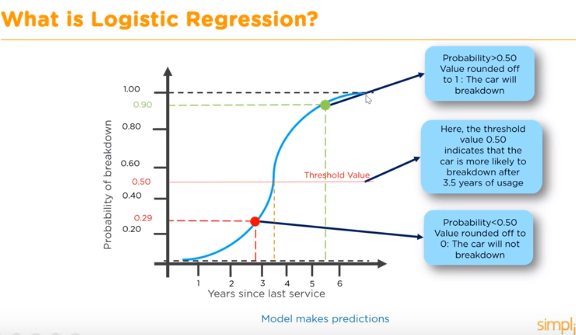 What is Logistic Regression?
Probability of breakdown
1.00
0.90
0.80
0.60
0.50
0.40
0.29
0.20
Threshold Value
1 2 3 4 5 6
Years since last service
Probability>0.50
Value rounded off
to 1 : The car will
breakdown
Here, the threshold
value 0.50
indicates that the
car is more likely to
breakdown after
3.5 years of usage
Probability<0.50
Value rounded off to
0: The car will not
breakdown
Model makes predictions
simpl